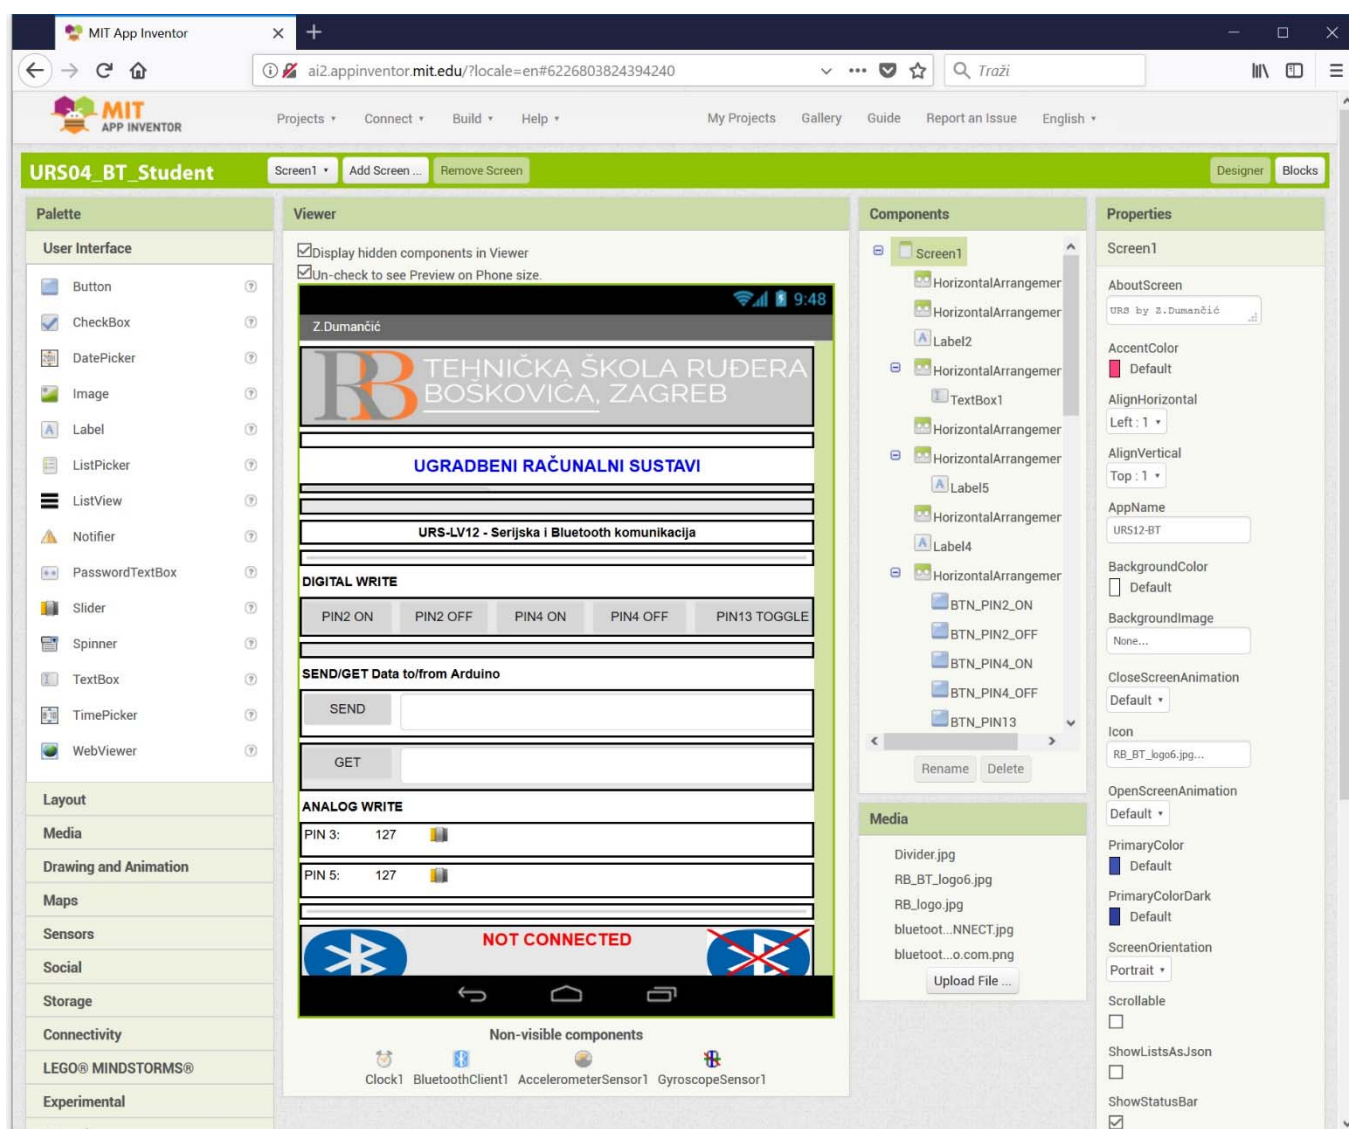 MIT App Inventor
ai2.appinventor.mit.edu/?locale=en#6226803824394240
Traži
MIT
APP INVENTOR
Projects
Connect
Build
Help
My Projects
Gallery
Guide
Report an Issue
English
URS04_BT_Student
Screen1
Add Screen ...
Remove Screen
Designer
Blocks
Palette
User Interface
Button
CheckBox
DatePicker
Image
Label
ListPicker
ListView
Notifier
PasswordTextBox
Slider
Spinner
TextBox
TimePicker
WebViewer
Layout
Media
Drawing and Animation
Maps
Sensors
Social
Storage
Connectivity
LEGO® MINDSTORMS®
Experimental
Viewer
Display hidden components in Viewer
Un-check to see Preview on Phone size.
9:48
Z.Dumančić
RB
TEHNIČKA ŠKOLA RUĐERA
BOŠKOVIĆA, ZAGREB
UGRADBENI RAČUNALNI SUSTAVI
URS-LV12 - Serijska i Bluetooth komunikacija
DIGITAL WRITE
PIN2 ON
PIN2 OFF
PIN4 ON
PIN4 OFF
PIN13 TOGGLE
SEND/GET Data to/from Arduino
SEND
GET
ANALOG WRITE
PIN 3: 127
PIN 5: 127
NOT CONNECTED
Non-visible components
Clock1
BluetoothClient1
AccelerometerSensor1
GyroscopeSensor1
Components
Screen1
HorizontalArrangemer
HorizontalArrangemer
Label2
HorizontalArrangemer
TextBox1
HorizontalArrangemer
HorizontalArrangemer
Label5
HorizontalArrangemer
Label4
HorizontalArrangemer
BTN_PIN2_ON
BTN_PIN2_OFF
BTN_PIN4_ON
BTN_PIN4_OFF
BTN_PIN13
Rename
Delete
Media
Divider.jpg
RB_BT_logo6.jpg
RB_logo.jpg
bluetoot...NNECT.jpg
bluetoot...o.com.png
Upload File ...
Properties
Screen1
AboutScreen
URS by Z.Dumančić
AccentColor
Default
AlignHorizontal
Left : 1
AlignVertical
Top : 1
AppName
URS12-BT
BackgroundColor
Default
BackgroundImage
None...
CloseScreenAnimation
Default
Icon
RB_BT_logo6.jpg...
OpenScreenAnimation
Default
PrimaryColor
Default
PrimaryColorDark
Default
ScreenOrientation
Portrait
Scrollable
ShowListsAsJson
ShowStatusBar